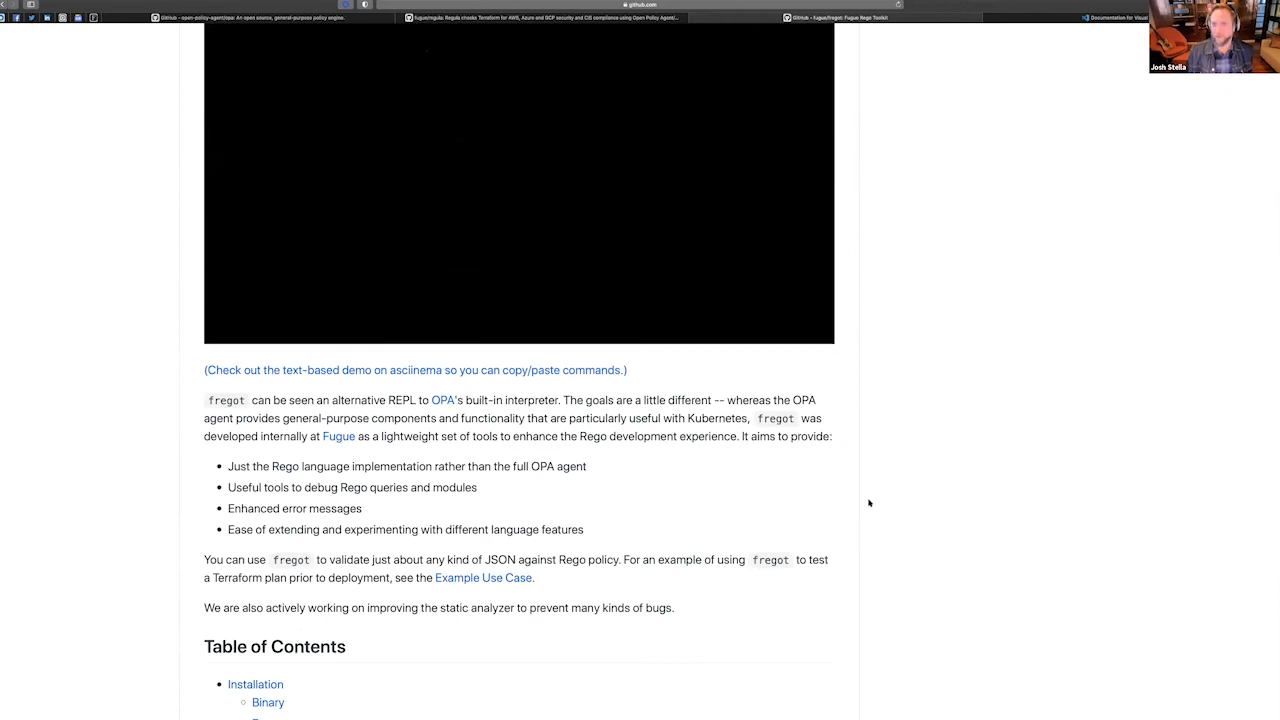 github.com
GitHub - open-policy-agent/opa: An open source, general-purpose policy engine.
fugue/regula: Regula checks Terraform for AWS, Azure and GCP security and CIS compliance using Open Policy Agent/...
GitHub - fugue/fregot: Fugue Rego Toolkit
Documentation for Visual
Josh Stella
(Check out the text-based demo on asciinema so you can copy/paste commands.)
fregot can be seen an alternative REPL to OPA's built-in interpreter. The goals are a little different -- whereas the OPA
agent provides general-purpose components and functionality that are particularly useful with Kubernetes, fregot was
developed internally at Fugue as a lightweight set of tools to enhance the Rego development experience. It aims to provide:
• Just the Rego language implementation rather than the full OPA agent
• Useful tools to debug Rego queries and modules
• Enhanced error messages
• Ease of extending and experimenting with different language features
You can use fregot to validate just about any kind of JSON against Rego policy. For an example of using fregot to test
a Terraform plan prior to deployment, see the Example Use Case.
We are also actively working on improving the static analyzer to prevent many kinds of bugs.
Table of Contents
• Installation
○ Binary